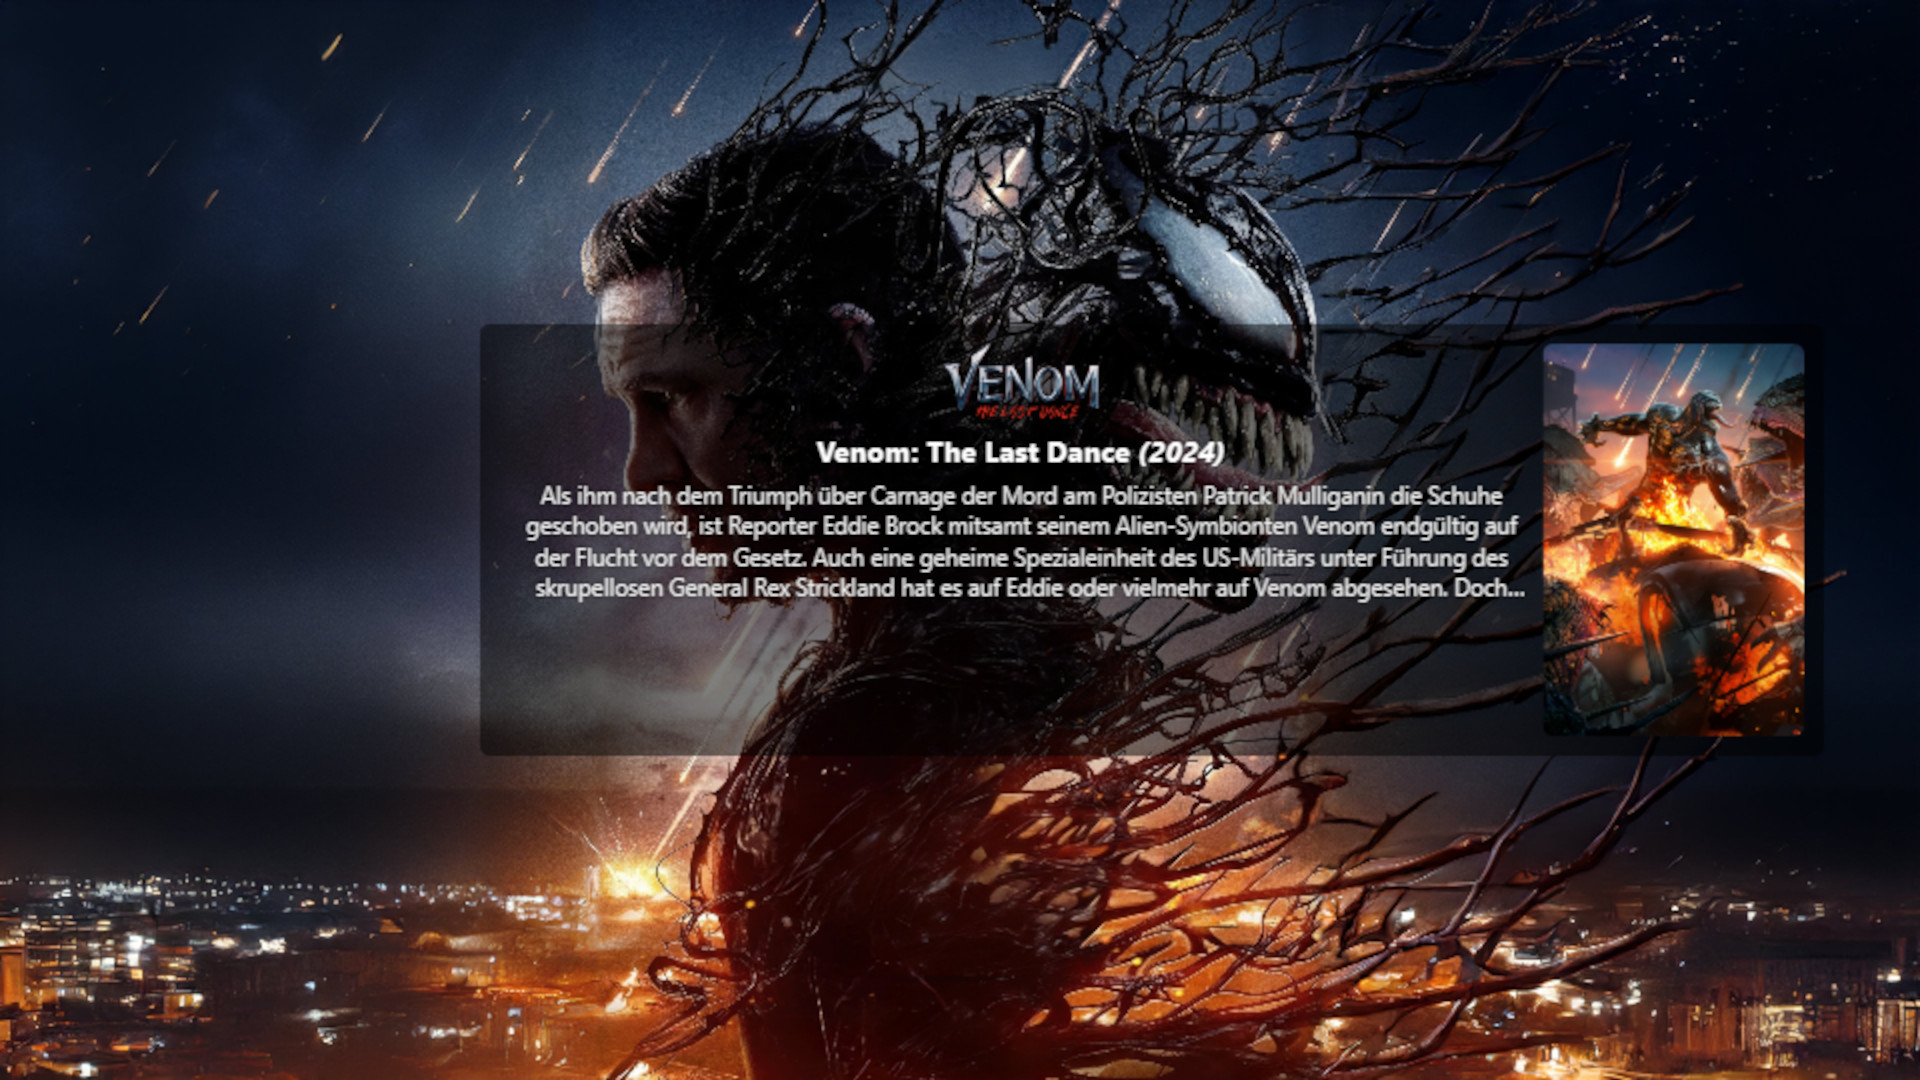 VENOM
THE LAST DANCE
Venom: The Last Dance (2024)
Als ihm nach dem Triumph über Carnage der Mord am Polizisten Patrick Mulliganin die Schuhe
geschoben wird, ist Reporter Eddie Brock mitsamt seinem Alien-Symbionten Venom endgültig auf
der Flucht vor dem Gesetz. Auch eine geheime Spezialeinheit des US-Militärs unter Führung des
skrupellosen General Rex Strickland hat es auf Eddie oder vielmehr auf Venom abgesehen. Doch...